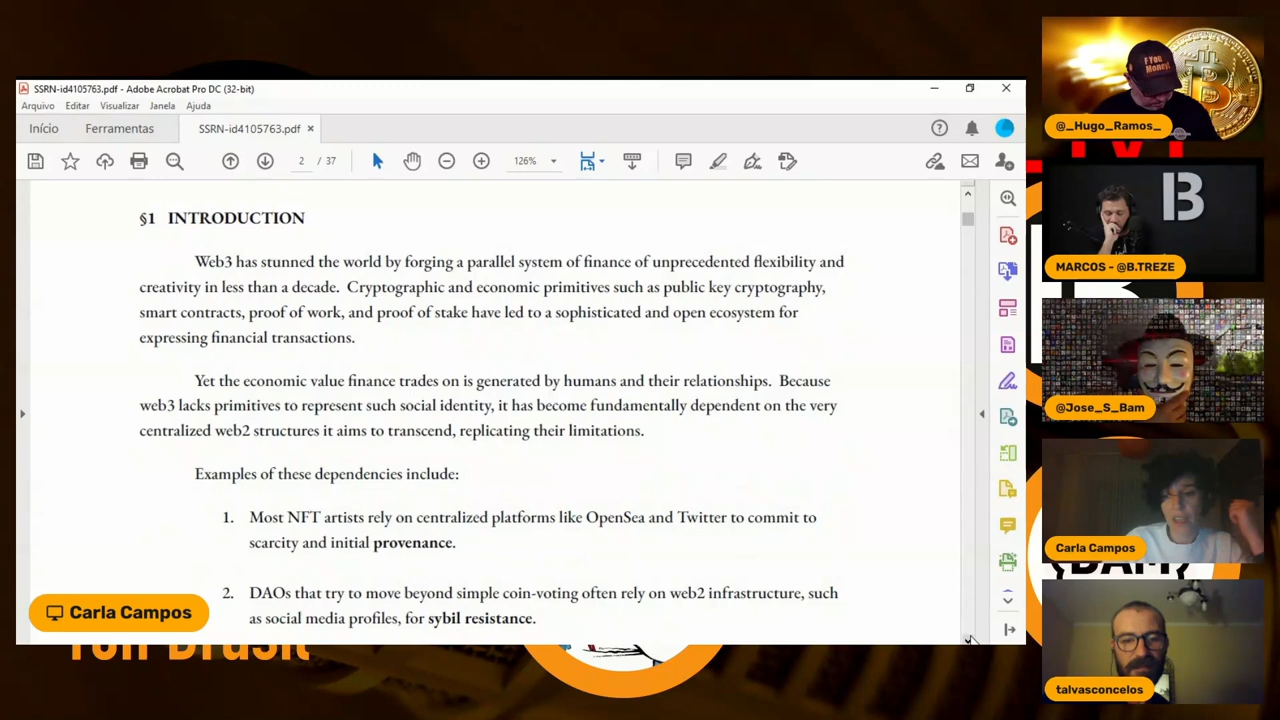 SSRN-id4105763.pdf - Adobe Acrobat Pro DC (32-bit)
Arquivo Editar Visualizar Janela Ajuda
Início Ferramentas SSRN-id4105763.pdf ×
2 / 37 126%
§1 INTRODUCTION
Web3 has stunned the world by forging a parallel system of finance of unprecedented flexibility and
creativity in less than a decade. Cryptographic and economic primitives such as public key cryptography,
smart contracts, proof of work, and proof of stake have led to a sophisticated and open ecosystem for
expressing financial transactions.
Yet the economic value finance trades on is generated by humans and their relationships. Because
web3 lacks primitives to represent such social identity, it has become fundamentally dependent on the very
centralized web2 structures it aims to transcend, replicating their limitations.
Examples of these dependencies include:
1. Most NFT artists rely on centralized platforms like OpenSea and Twitter to commit to
scarcity and initial provenance.
2. DAOs that try to move beyond simple coin-voting often rely on web2 infrastructure, such
as social media profiles, for sybil resistance.
Carla Campos
F You
Money!
@_Hugo_Ramos_
B
MARCOS - @B.TREZE
@Jose_S_Bam
Carla Campos
talvasconcelos